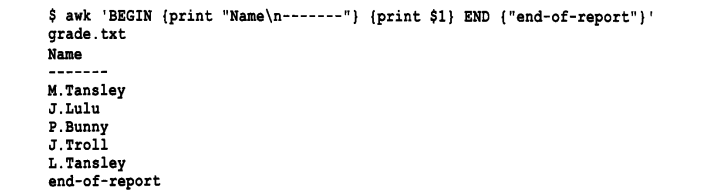 $ awk 'BEGIN {print "Name\n-------"} {print $1} END {"end-of-report"}'
grade.txt
Name
-------
M.Tansley
J.Lulu
P.Bunny
J.Troll
L.Tansley
end-of-report